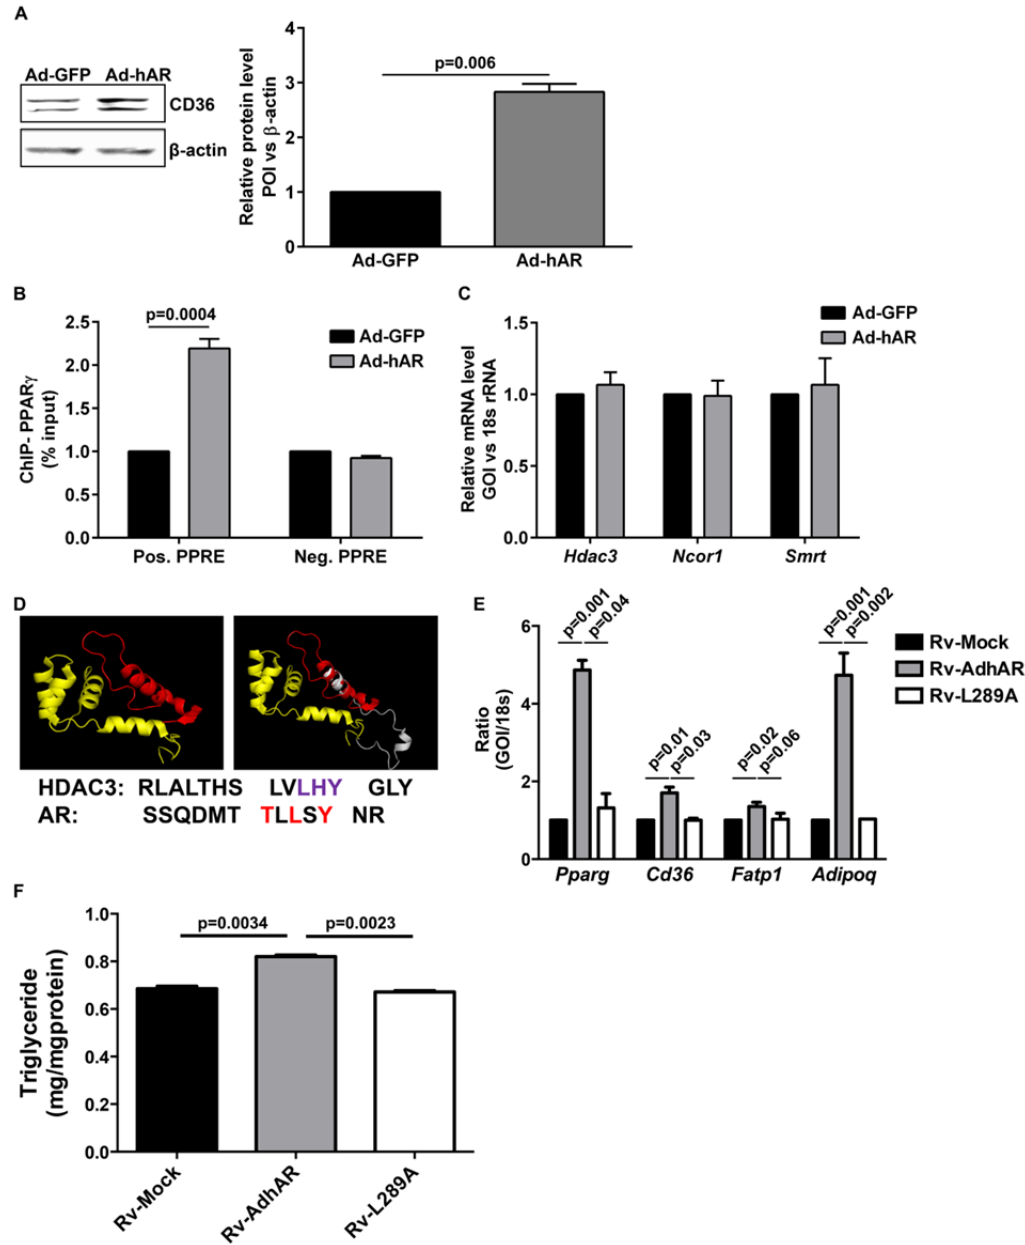 A
Ad-GFP Ad-hAR
CD36
β-actin
Relative protein level
POI vs β-actin
4
3
2
1
0
p=0.006
Ad-GFP Ad-hAR
B
ChIP- PPARγ
(% input)
2.5
2.0
1.5
1.0
0.5
0.0
p=0.0004
Ad-GFP
Ad-hAR
Pos. PPRE Neg. PPRE
C
Relative mRNA level
GOI vs 18s rRNA
1.5
1.0
0.5
0.0
Ad-GFP
Ad-hAR
Hdac3 Ncor1 Smrt
D
HDAC3: RLALTHS LVLHY GLY
AR: SSQDMT TLLSY NR
E
Ratio
(GOI/18s)
6
4
2
0
p=0.001
p=0.04
p=0.01
p=0.03
p=0.02
p=0.06
p=0.001
p=0.002
Rv-Mock
Rv-AdhAR
Rv-L289A
Pparg Cd36 Fatp1 Adipoq
F
Triglyceride
(mg/mgprotein)
1.0
0.8
0.6
0.4
0.2
0.0
p=0.0034 p=0.0023
Rv-Mock
Rv-AdhAR
Rv-L289A